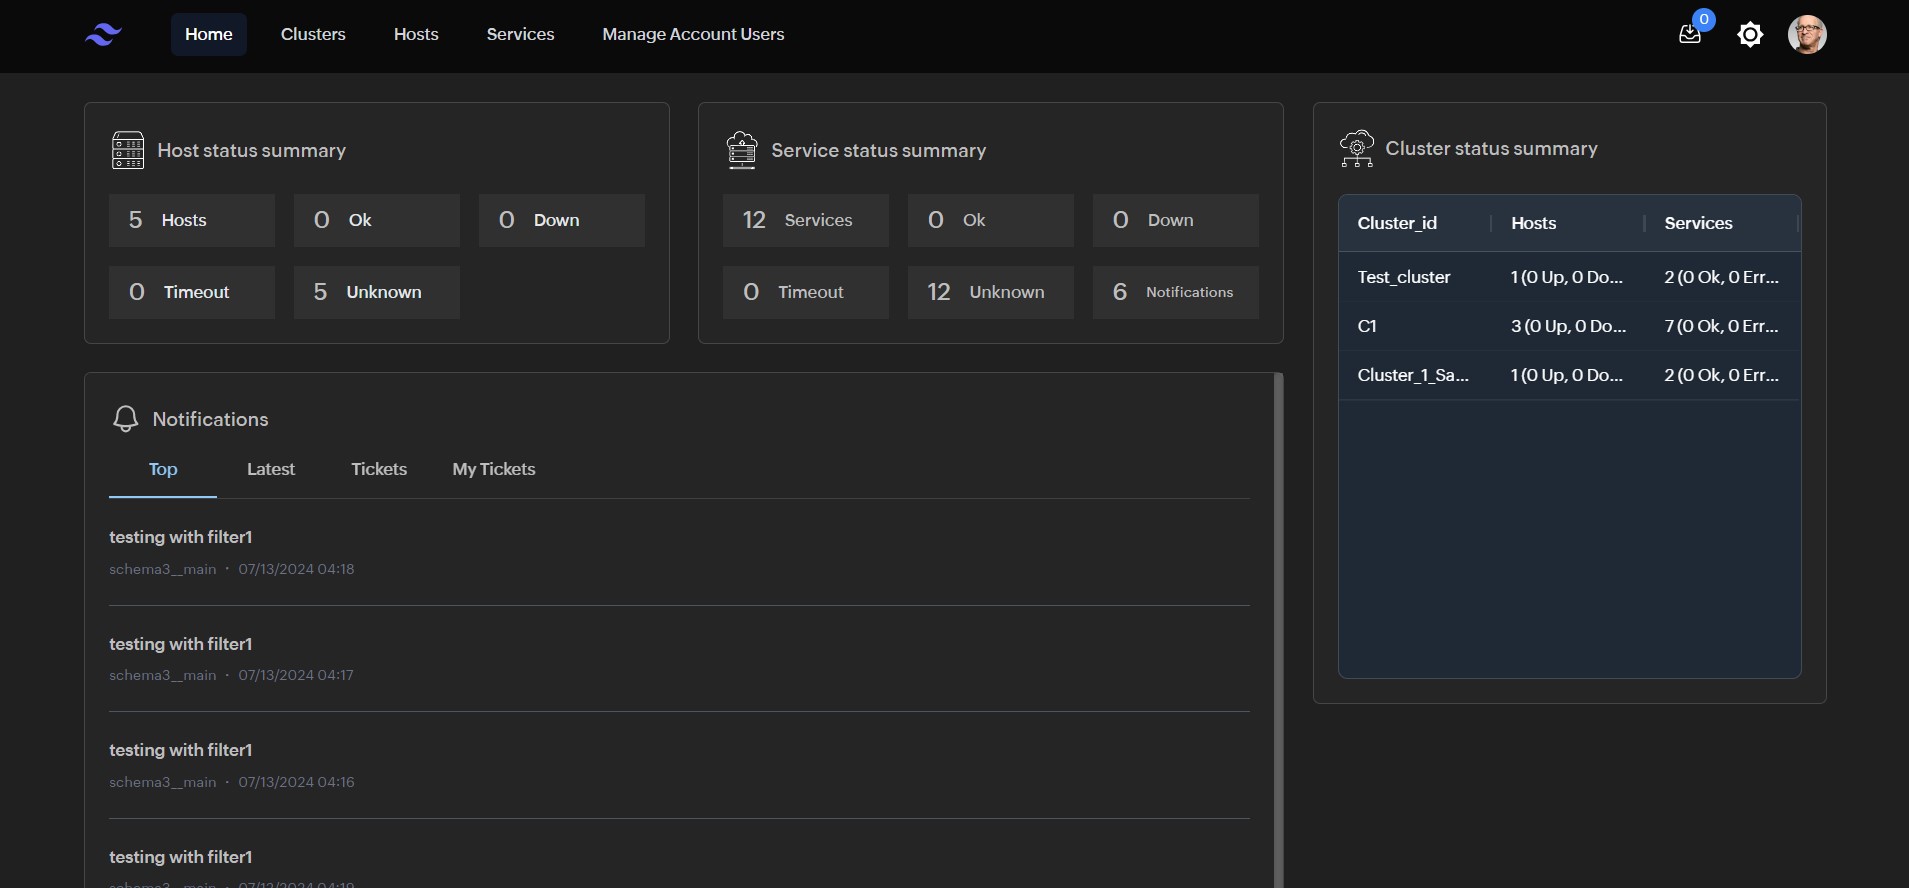 Home Clusters Hosts Services Manage Account Users 0
Host status summary
5 Hosts 0 Ok 0 Down
0 Timeout 5 Unknown
Service status summary
12 Services 0 Ok 0 Down
0 Timeout 12 Unknown 6 Notifications
Cluster status summary
Cluster_id Hosts Services
Test_cluster 1 (0 Up, 0 Do... 2 (0 Ok, 0 Err...
C1 3 (0 Up, 0 Do... 7 (0 Ok, 0 Err...
Cluster_1_Sa... 1 (0 Up, 0 Do... 2 (0 Ok, 0 Err...
Notifications
Top Latest Tickets My Tickets
testing with filter1
schema3__main · 07/13/2024 04:18
testing with filter1
schema3__main · 07/13/2024 04:17
testing with filter1
schema3__main · 07/13/2024 04:16
testing with filter1